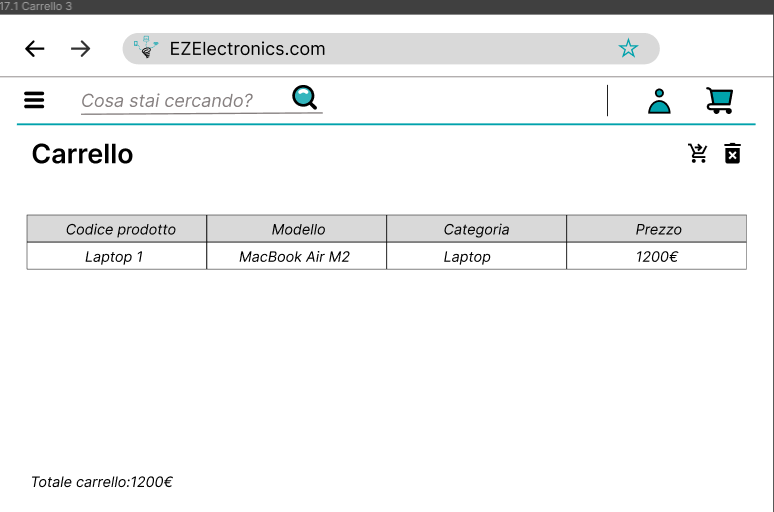 17.1 Carrello 3
EZElectronics.com
Cosa stai cercando?
Carrello
Codice prodotto Modello Categoria Prezzo
Laptop 1 MacBook Air M2 Laptop 1200€
Totale carrello:1200€